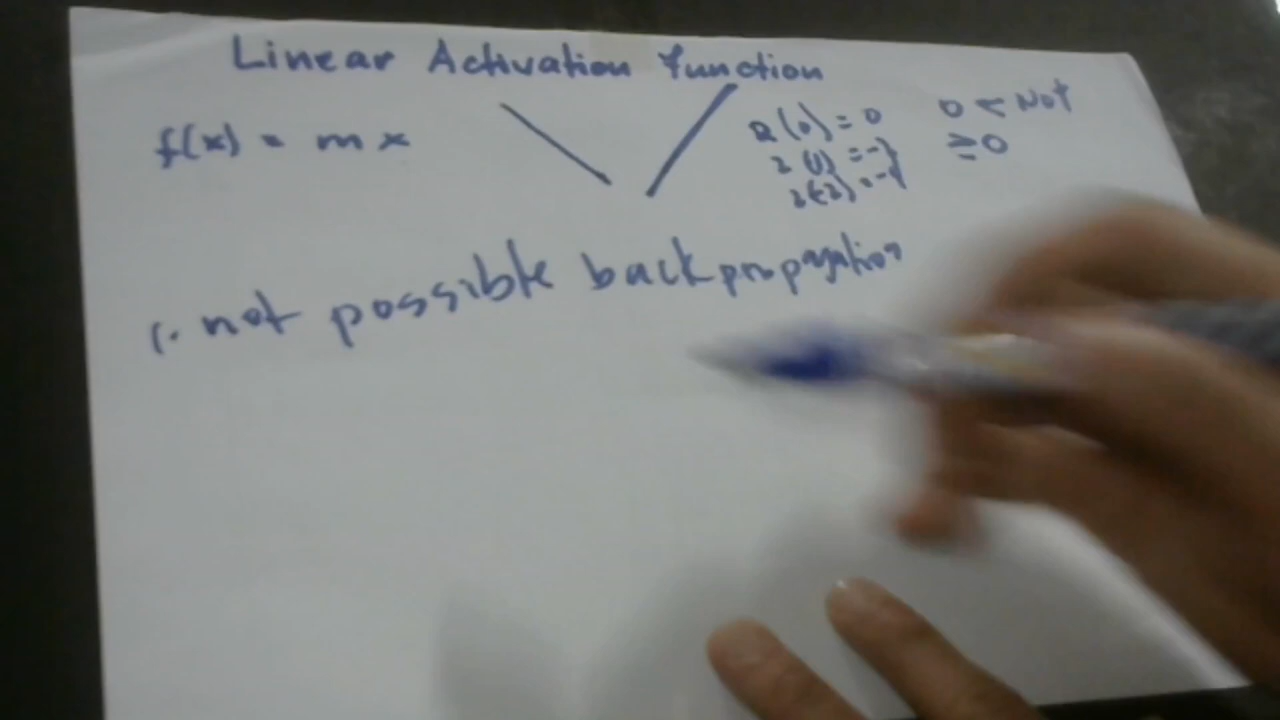 Linear Activation Function
f(x) = mx
2(0) = 0
0 < Not
≥0
1. not possible backpropagation